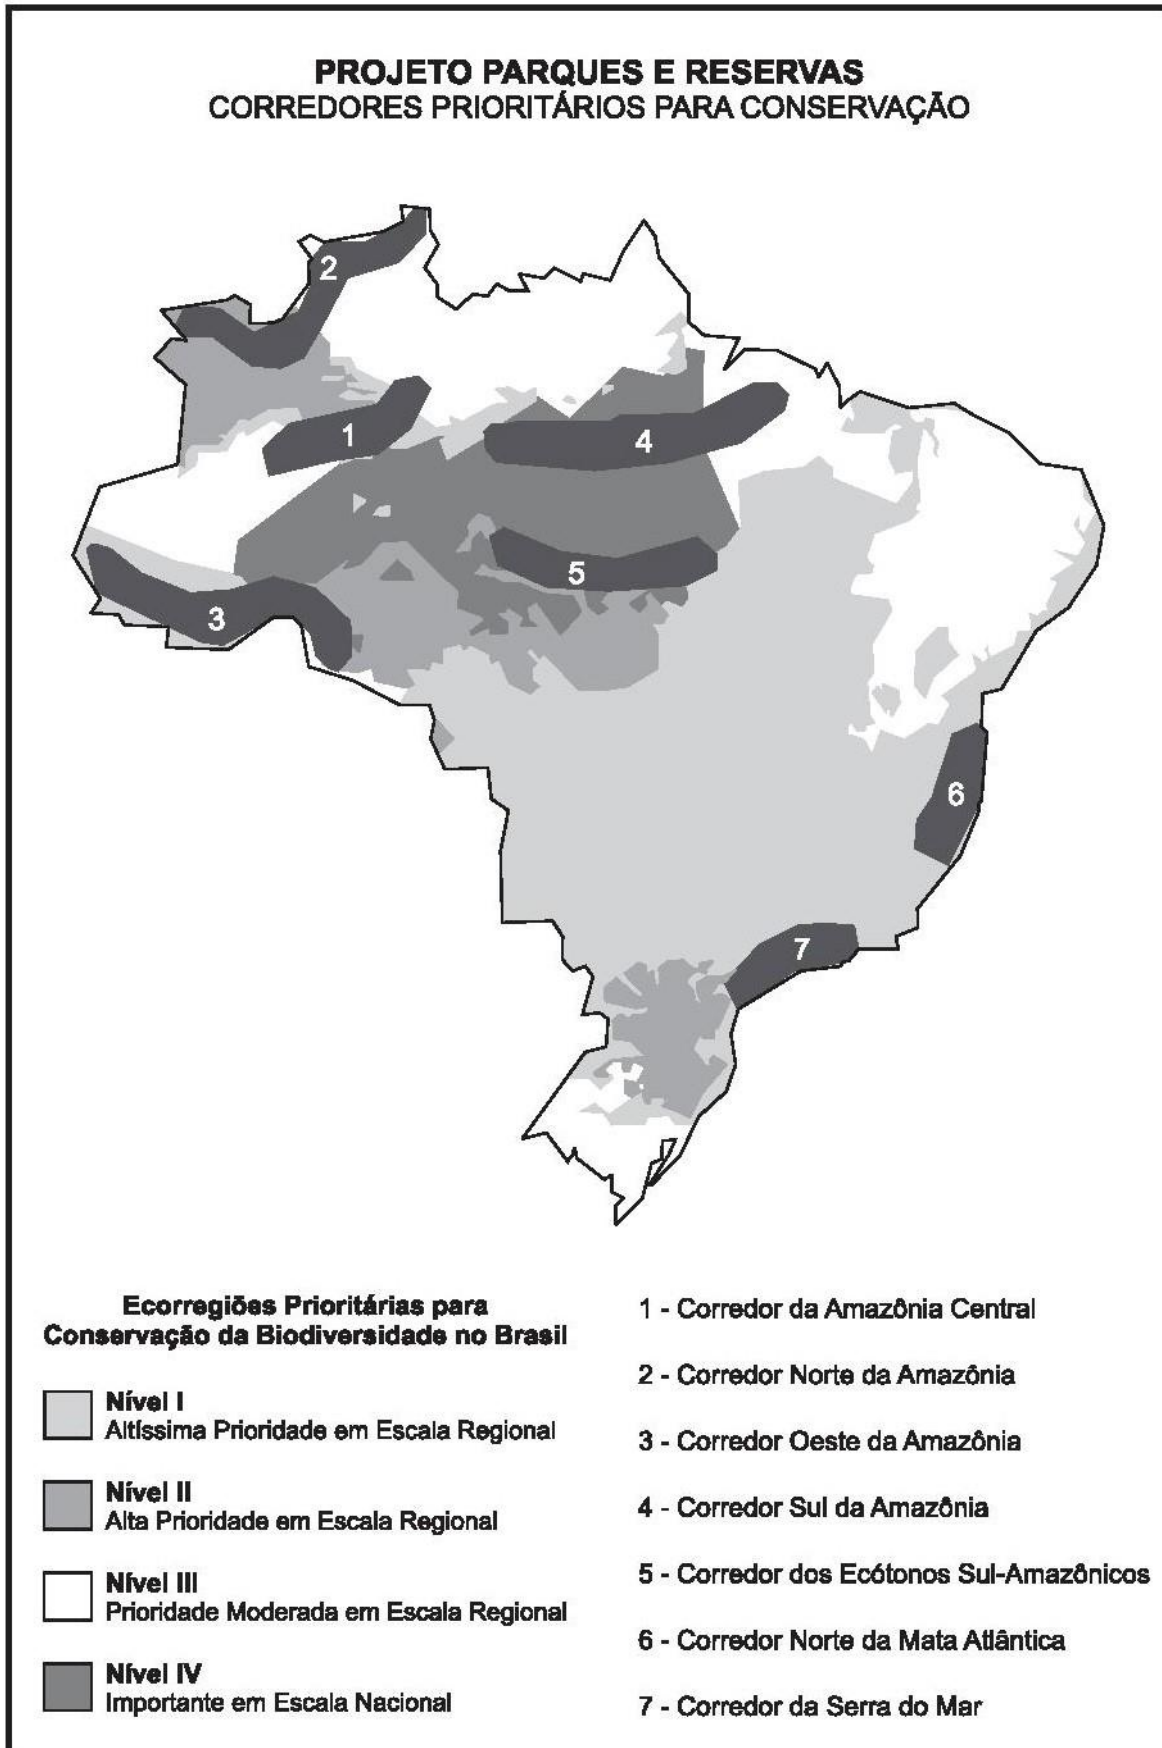 PROJETO PARQUES E RESERVAS
CORREDORES PRIORITÁRIOS PARA CONSERVAÇÃO
2
1
4
5
3
6
7
Ecorregiões Prioritárias para
Conservação da Biodiversidade no Brasil
Nível I
Altíssima Prioridade em Escala Regional
Nível II
Alta Prioridade em Escala Regional
Nível III
Prioridade Moderada em Escala Regional
Nível IV
Importante em Escala Nacional
1 - Corredor da Amazônia Central
2 - Corredor Norte da Amazônia
3 - Corredor Oeste da Amazônia
4 - Corredor Sul da Amazônia
5 - Corredor dos Ecótonos Sul-Amazônicos
6 - Corredor Norte da Mata Atlântica
7 - Corredor da Serra do Mar